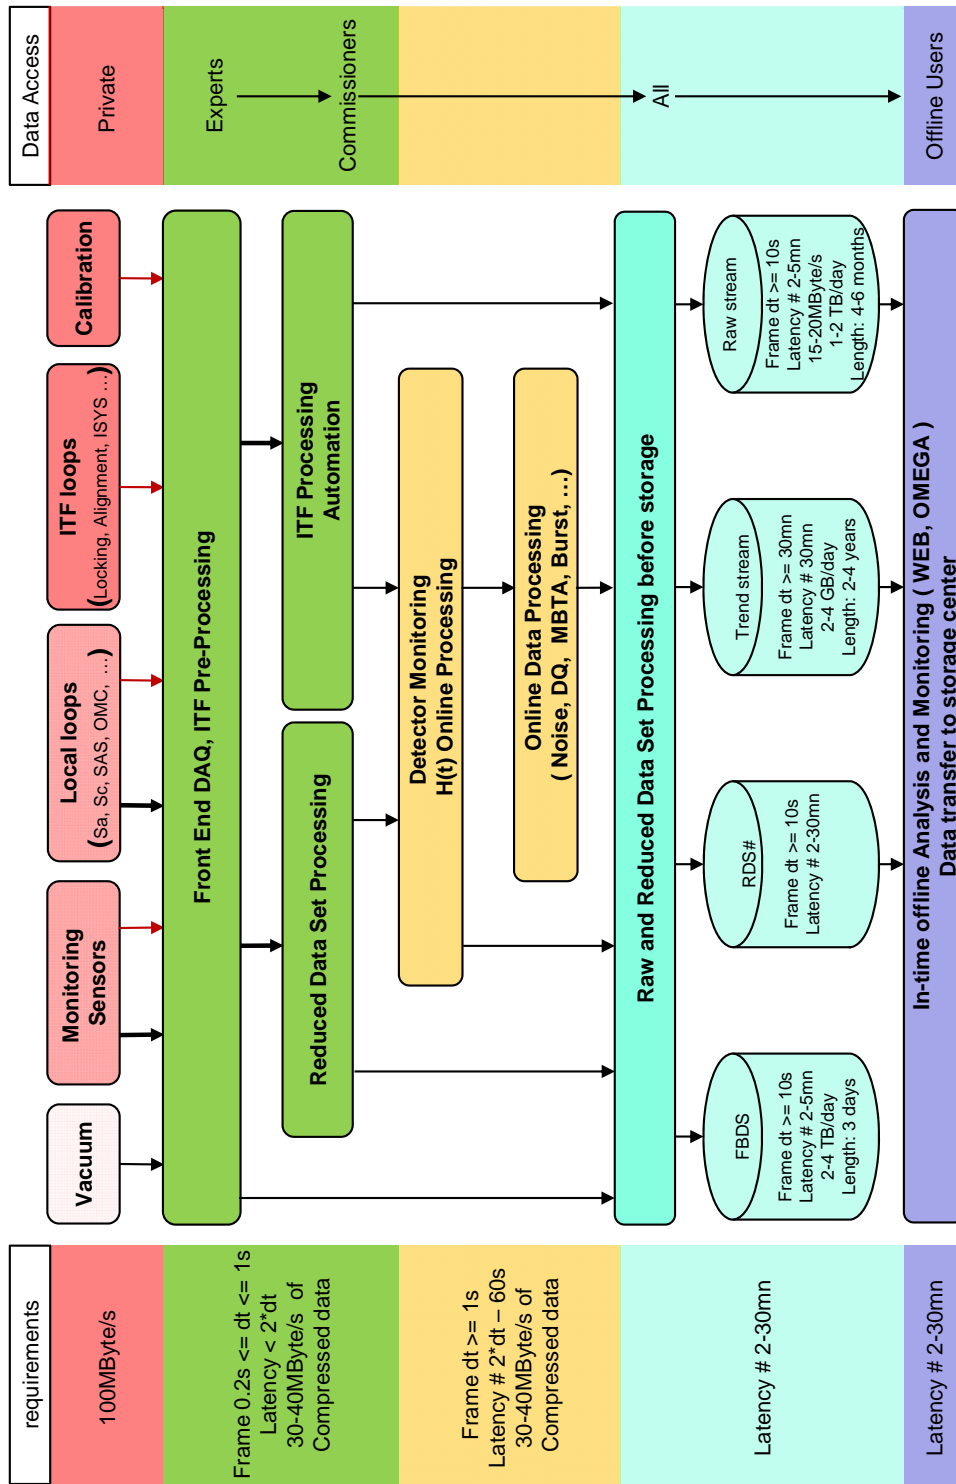 requirements
100MByte/s
Frame 0.2s <= dt <= 1s
Latency < 2*dt
30-40MByte/s of
Compressed data
Frame dt >= 1s
Latency # 2*dt – 60s
30-40MByte/s of
Compressed data
Latency # 2-30mn
Latency # 2-30mn
Vacuum
Monitoring
Sensors
Local loops
(Sa, Sc, SAS, OMC, …)
ITF loops
(Locking, Alignment, ISYS …)
Calibration
Front End DAQ, ITF Pre-Processing
Reduced Data Set Processing
ITF Processing
Automation
Detector Monitoring
H(t) Online Processing
Online Data Processing
( Noise, DQ, MBTA, Burst, …)
Raw and Reduced Data Set Processing before storage
FBDS
Frame dt >= 10s
Latency # 2-5mn
2-4 TB/day
Length: 3 days
RDS#
Frame dt >= 10s
Latency # 2-30mn
Trend stream
Frame dt >= 30mn
Latency # 30mn
2-4 GB/day
Length: 2-4 years
Raw stream
Frame dt >= 10s
Latency # 2-5mn
15-20MByte/s
1-2 TB/day
Length: 4-6 months
In-time offline Analysis and Monitoring ( WEB, OMEGA )
Data transfer to storage center
Data Access
Private
Experts
Commissioners
All
Offline Users